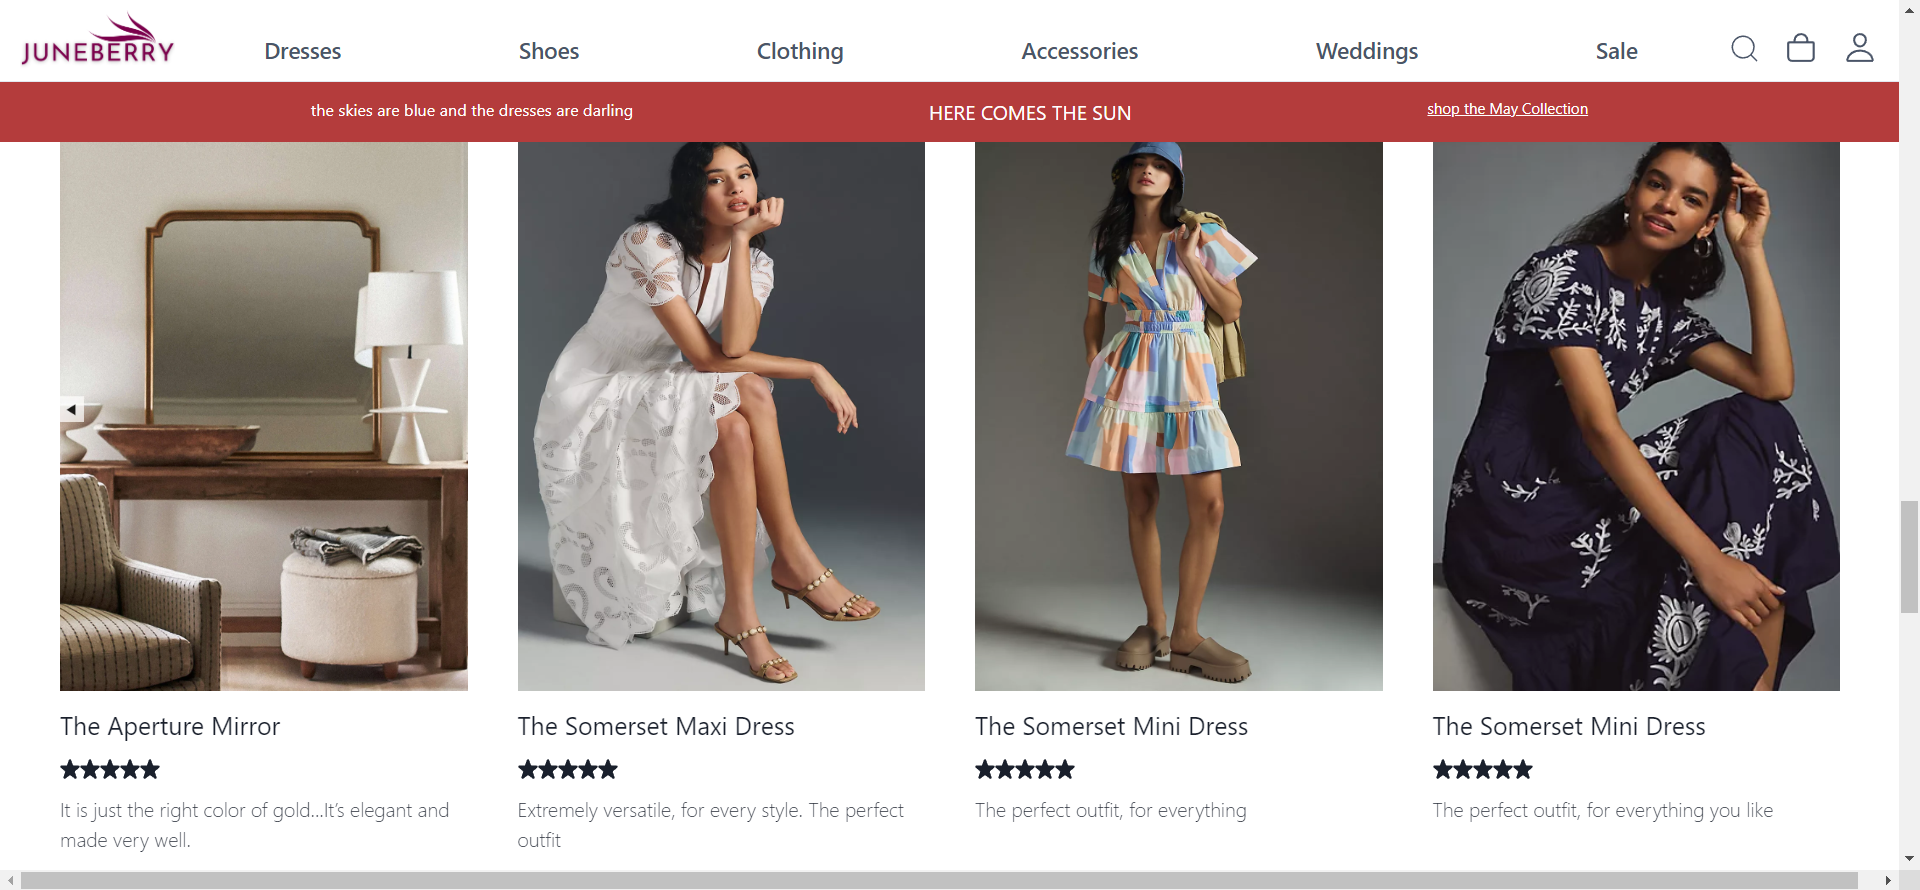 JUNEBERRY
Dresses
Shoes
Clothing
Accessories
Weddings
Sale
the skies are blue and the dresses are darling
HERE COMES THE SUN
shop the May Collection
The Aperture Mirror
It is just the right color of gold...It's elegant and
made very well.
The Somerset Maxi Dress
Extremely versatile, for every style. The perfect
outfit
The Somerset Mini Dress
The perfect outfit, for everything
The Somerset Mini Dress
The perfect outfit, for everything you like